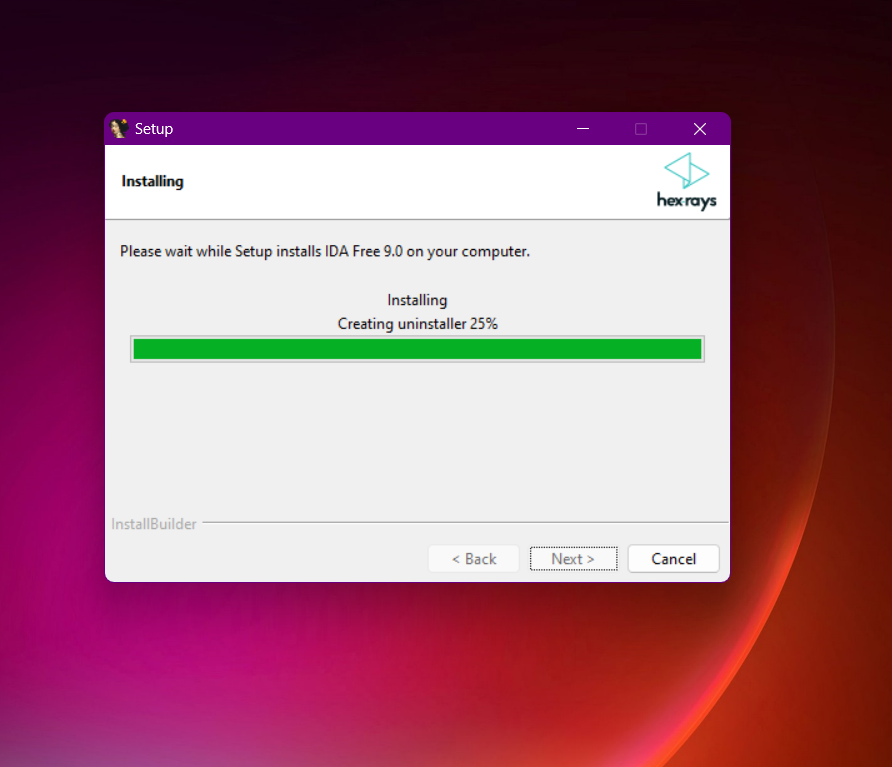 Setup
Installing
hex-rays
Please wait while Setup installs IDA Free 9.0 on your computer.
Installing
Creating uninstaller 25%
InstallBuilder
< Back
Next >
Cancel